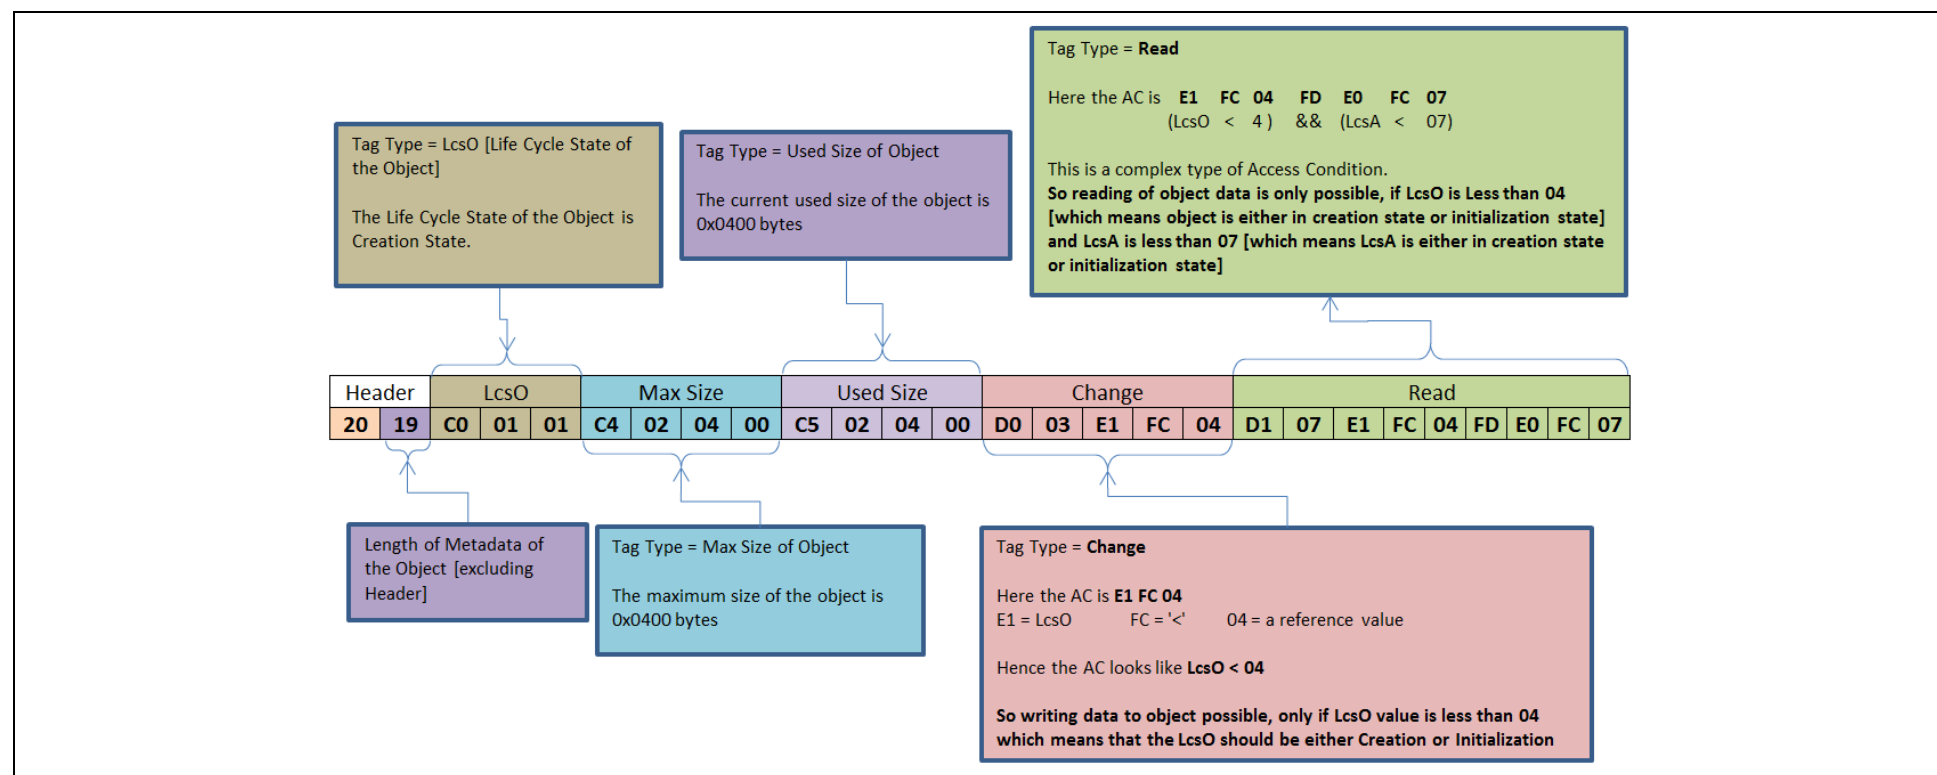 Tag Type = Read
Here the AC is E1 FC 04 FD E0 FC 07
(LcsO < 4 ) && (LcsA < 07)
This is a complex type of Access Condition.
So reading of object data is only possible, if LcsO is Less than 04
[which means object is either in creation state or initialization state]
and LcsA is less than 07 [which means LcsA is either in creation state
or initialization state]
Tag Type = LcsO [Life Cycle State of
the Object]
The Life Cycle State of the Object is
Creation State.
Tag Type = Used Size of Object
The current used size of the object is
0x0400 bytes
Header LcsO Max Size Used Size Change Read
20 19 C0 01 01 C4 02 04 00 C5 02 04 00 D0 03 E1 FC 04 D1 07 E1 FC 04 FD E0 FC 07
Length of Metadata of
the Object [excluding
Header]
Tag Type = Max Size of Object
The maximum size of the object is
0x0400 bytes
Tag Type = Change
Here the AC is E1 FC 04
E1 = LcsO FC = '<' 04 = a reference value
Hence the AC looks like LcsO < 04
So writing data to object possible, only if LcsO value is less than 04
which means that the LcsO should be either Creation or Initialization